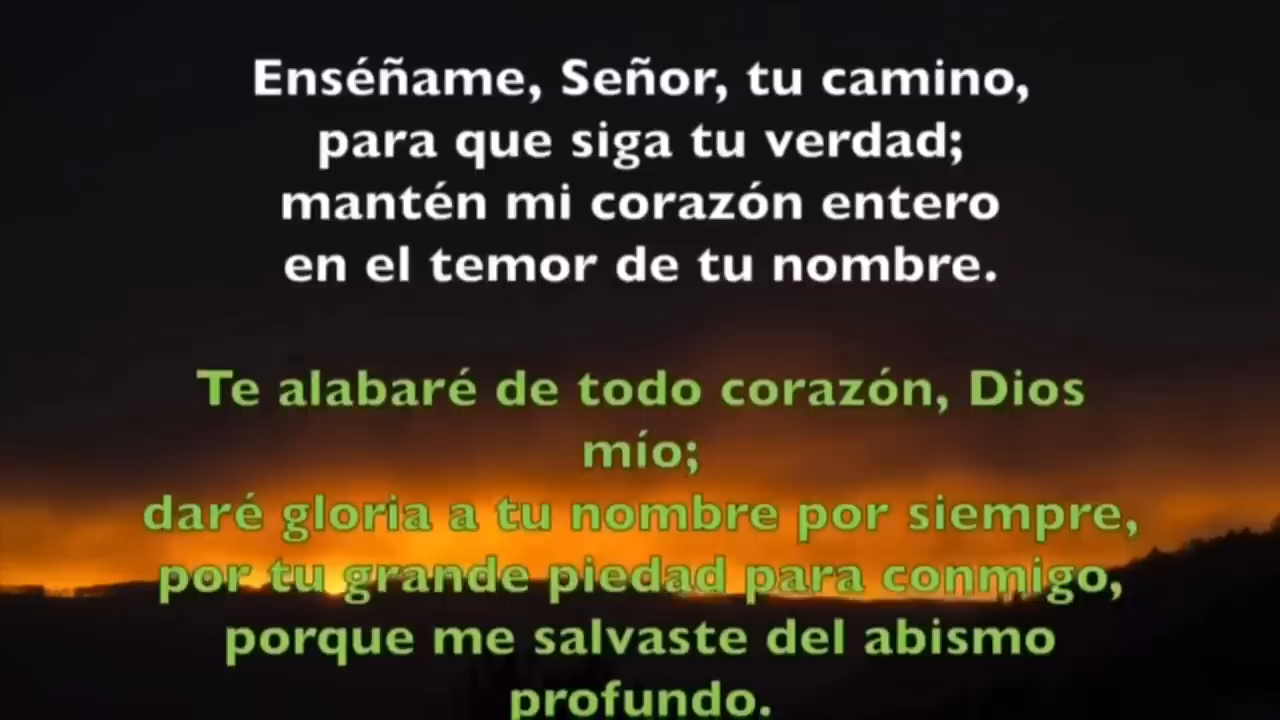 Enséñame, Señor, tu camino,
para que siga tu verdad;
mantén mi corazón entero
en el temor de tu nombre.
Te alabaré de todo corazón, Dios
mío;
daré gloria a tu nombre por siempre,
por tu grande piedad para conmigo,
porque me salvaste del abismo
profundo.